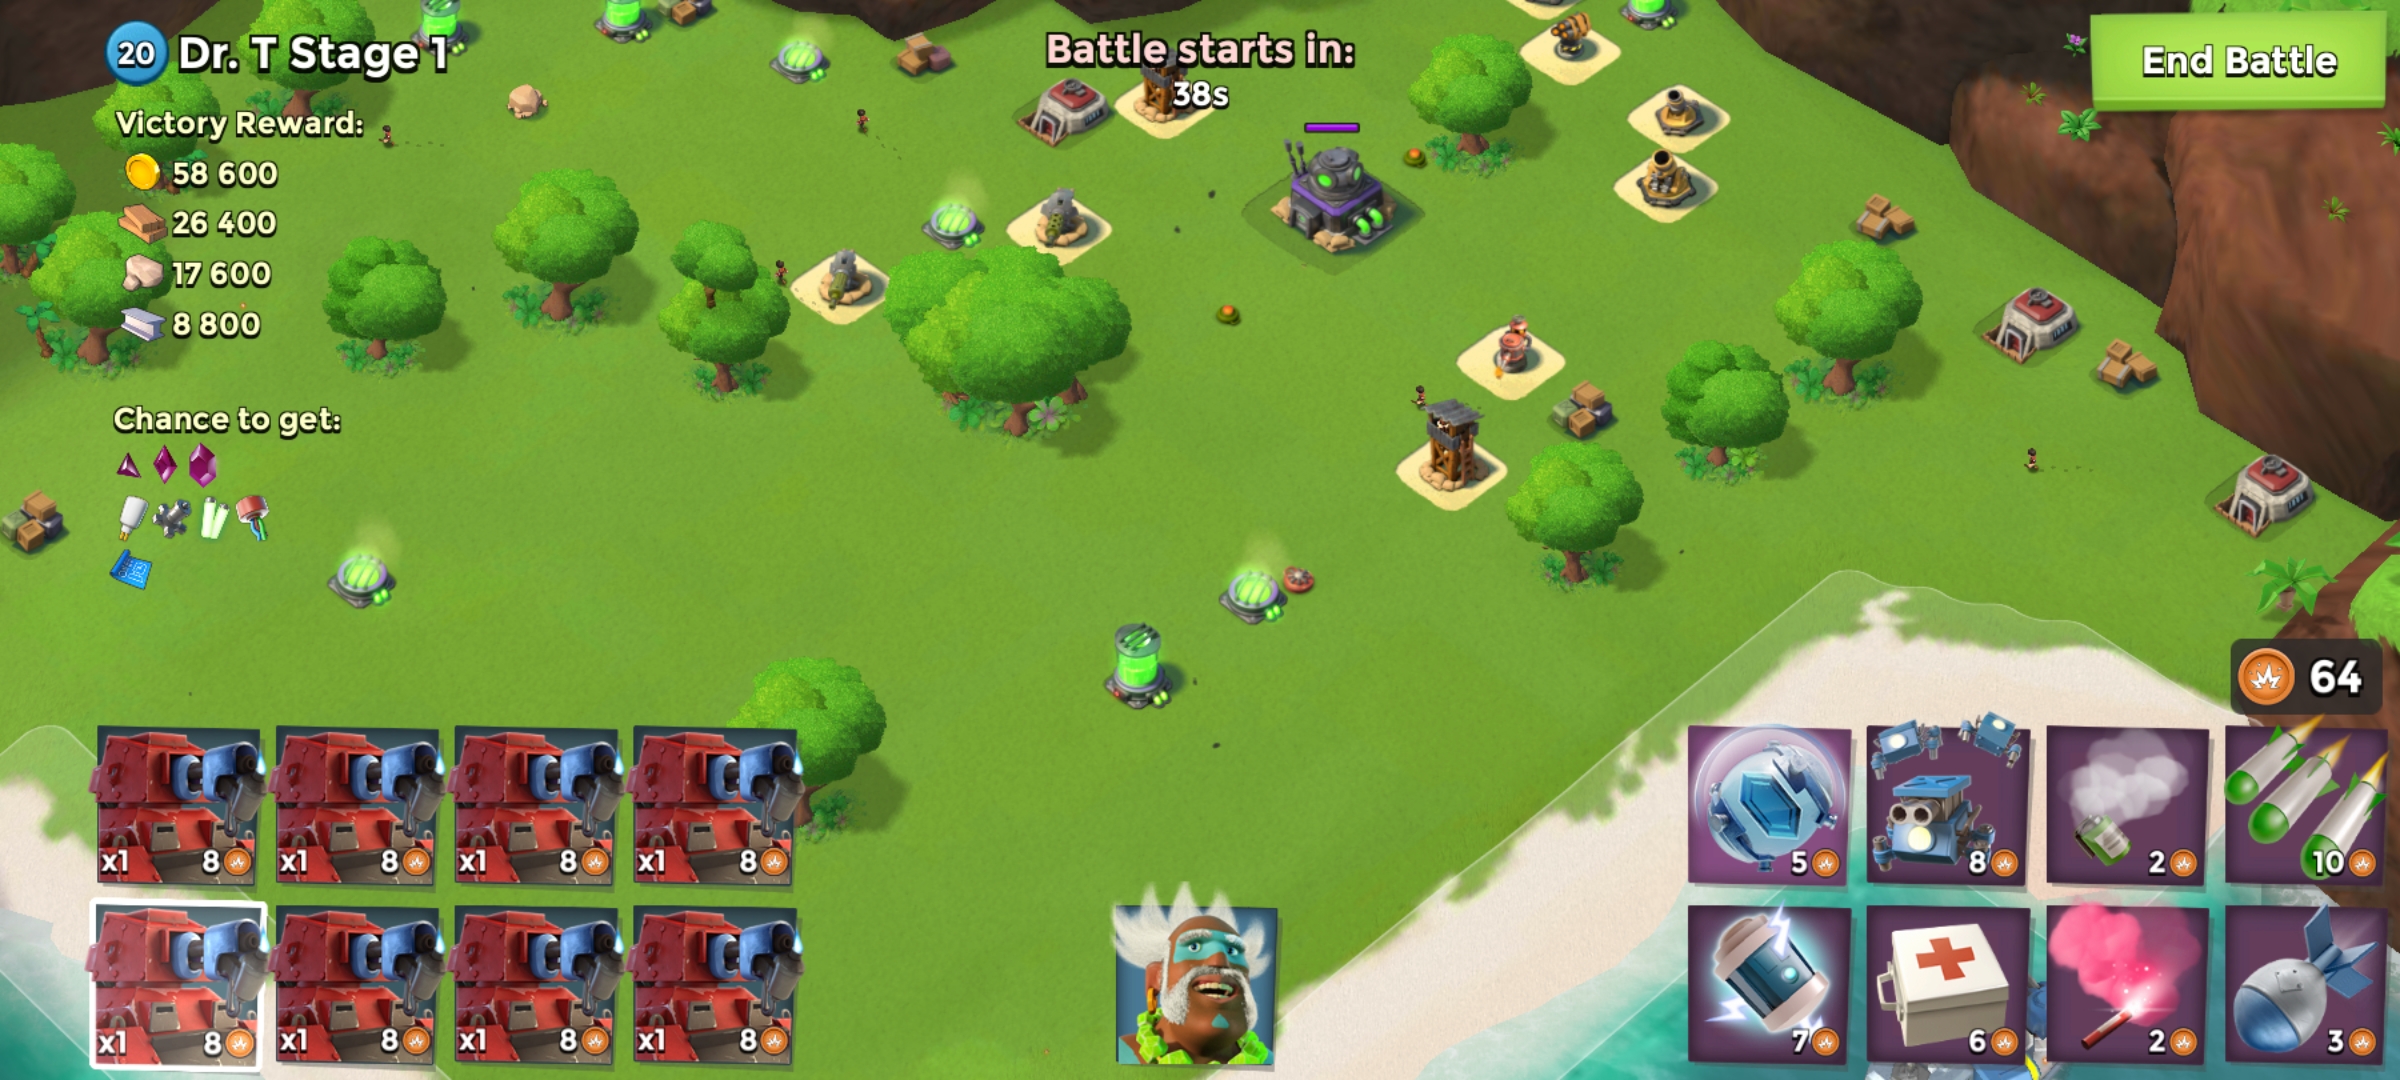 20 Dr. T Stage 1
Victory Reward:
58 600
26 400
17 600
8 800
Chance to get:
Battle starts in:
38s
End Battle
64
x1 8 x1 8 x1 8 x1 8
x1 8 x1 8 x1 8 x1 8
5 8 2 10
7 6 2 3